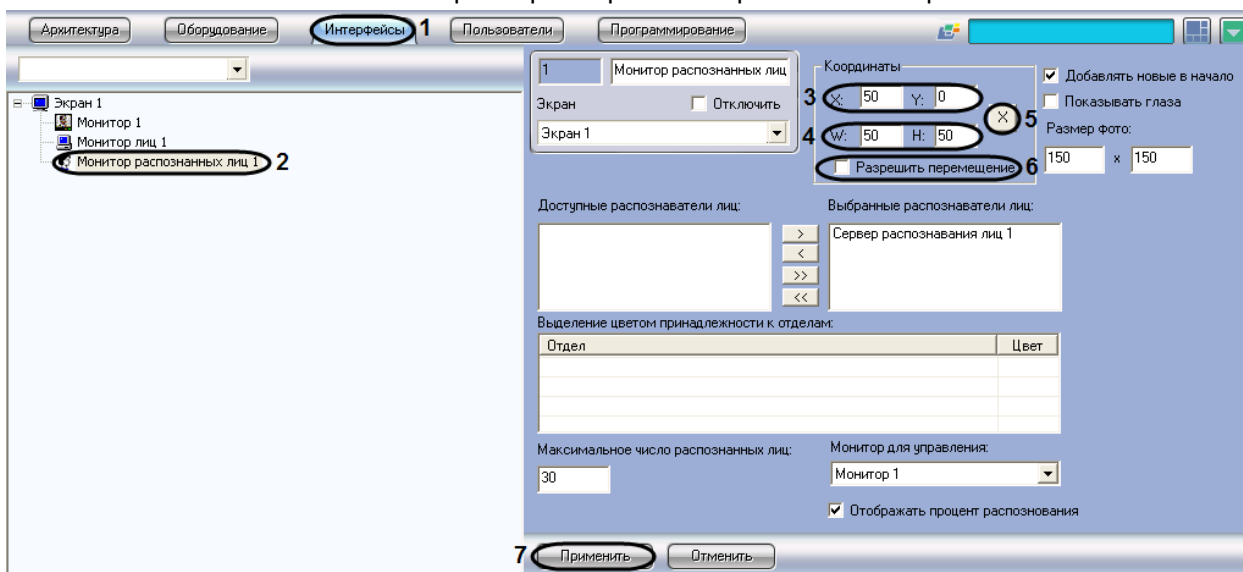 Архитектура Оборудование Интерфейсы 1 Пользователи Программирование
1 Монитор распознанных лиц
Экран Отключить
Экран 1
Координаты
3 X: 50 Y: 0
X 5
4 W: 50 H: 50
Разрешить перемещение 6
Добавлять новые в начало
Показывать глаза
Размер фото:
150 x 150
Экран 1
Монитор 1
Монитор лиц 1
Монитор распознанных лиц 1 2
Доступные распознаватели лиц: Выбранные распознаватели лиц:
> Сервер распознавания лиц 1
<
>>
<<
Выделение цветом принадлежности к отделам:
Отдел Цвет
Максимальное число распознанных лиц: Монитор для управления:
30 Монитор 1
Отображать процент распознования
7 Применить Отменить